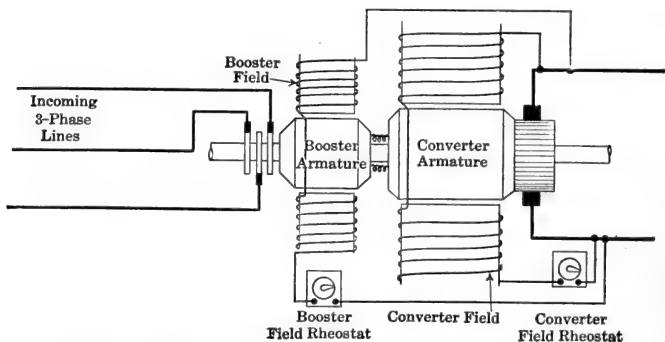 Booster
Field
Incoming
3-Phase
Lines
Booster
Armature
Converter
Armature
Booster
Field Rheostat
Converter Field
Converter
Field Rheostat